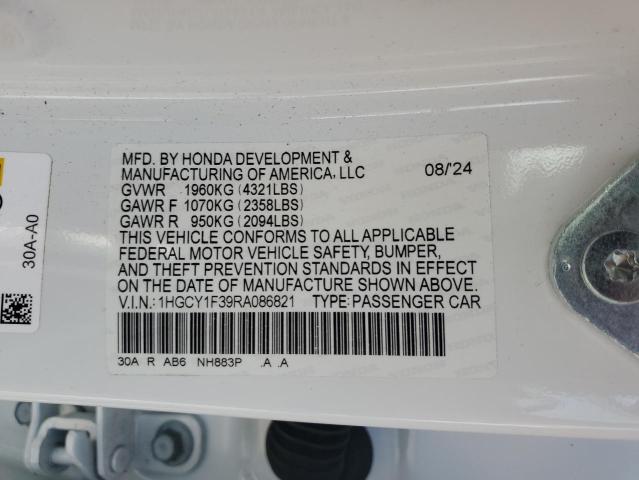 MFD. BY HONDA DEVELOPMENT &
MANUFACTURING OF AMERICA, LLC 08/24
GVWR 1960KG (4321LBS)
GAWR F 1070KG (2358LBS)
GAWR R 950KG (2094LBS)
THIS VEHICLE CONFORMS TO ALL APPLICABLE
FEDERAL MOTOR VEHICLE SAFETY, BUMPER,
AND THEFT PREVENTION STANDARDS IN EFFECT
ON THE DATE OF MANUFACTURE SHOWN ABOVE.
V.I.N.: 1HGCY1F39RA086821 TYPE: PASSENGER CAR
30A R AB6 NH883P .A .A
30A-A0